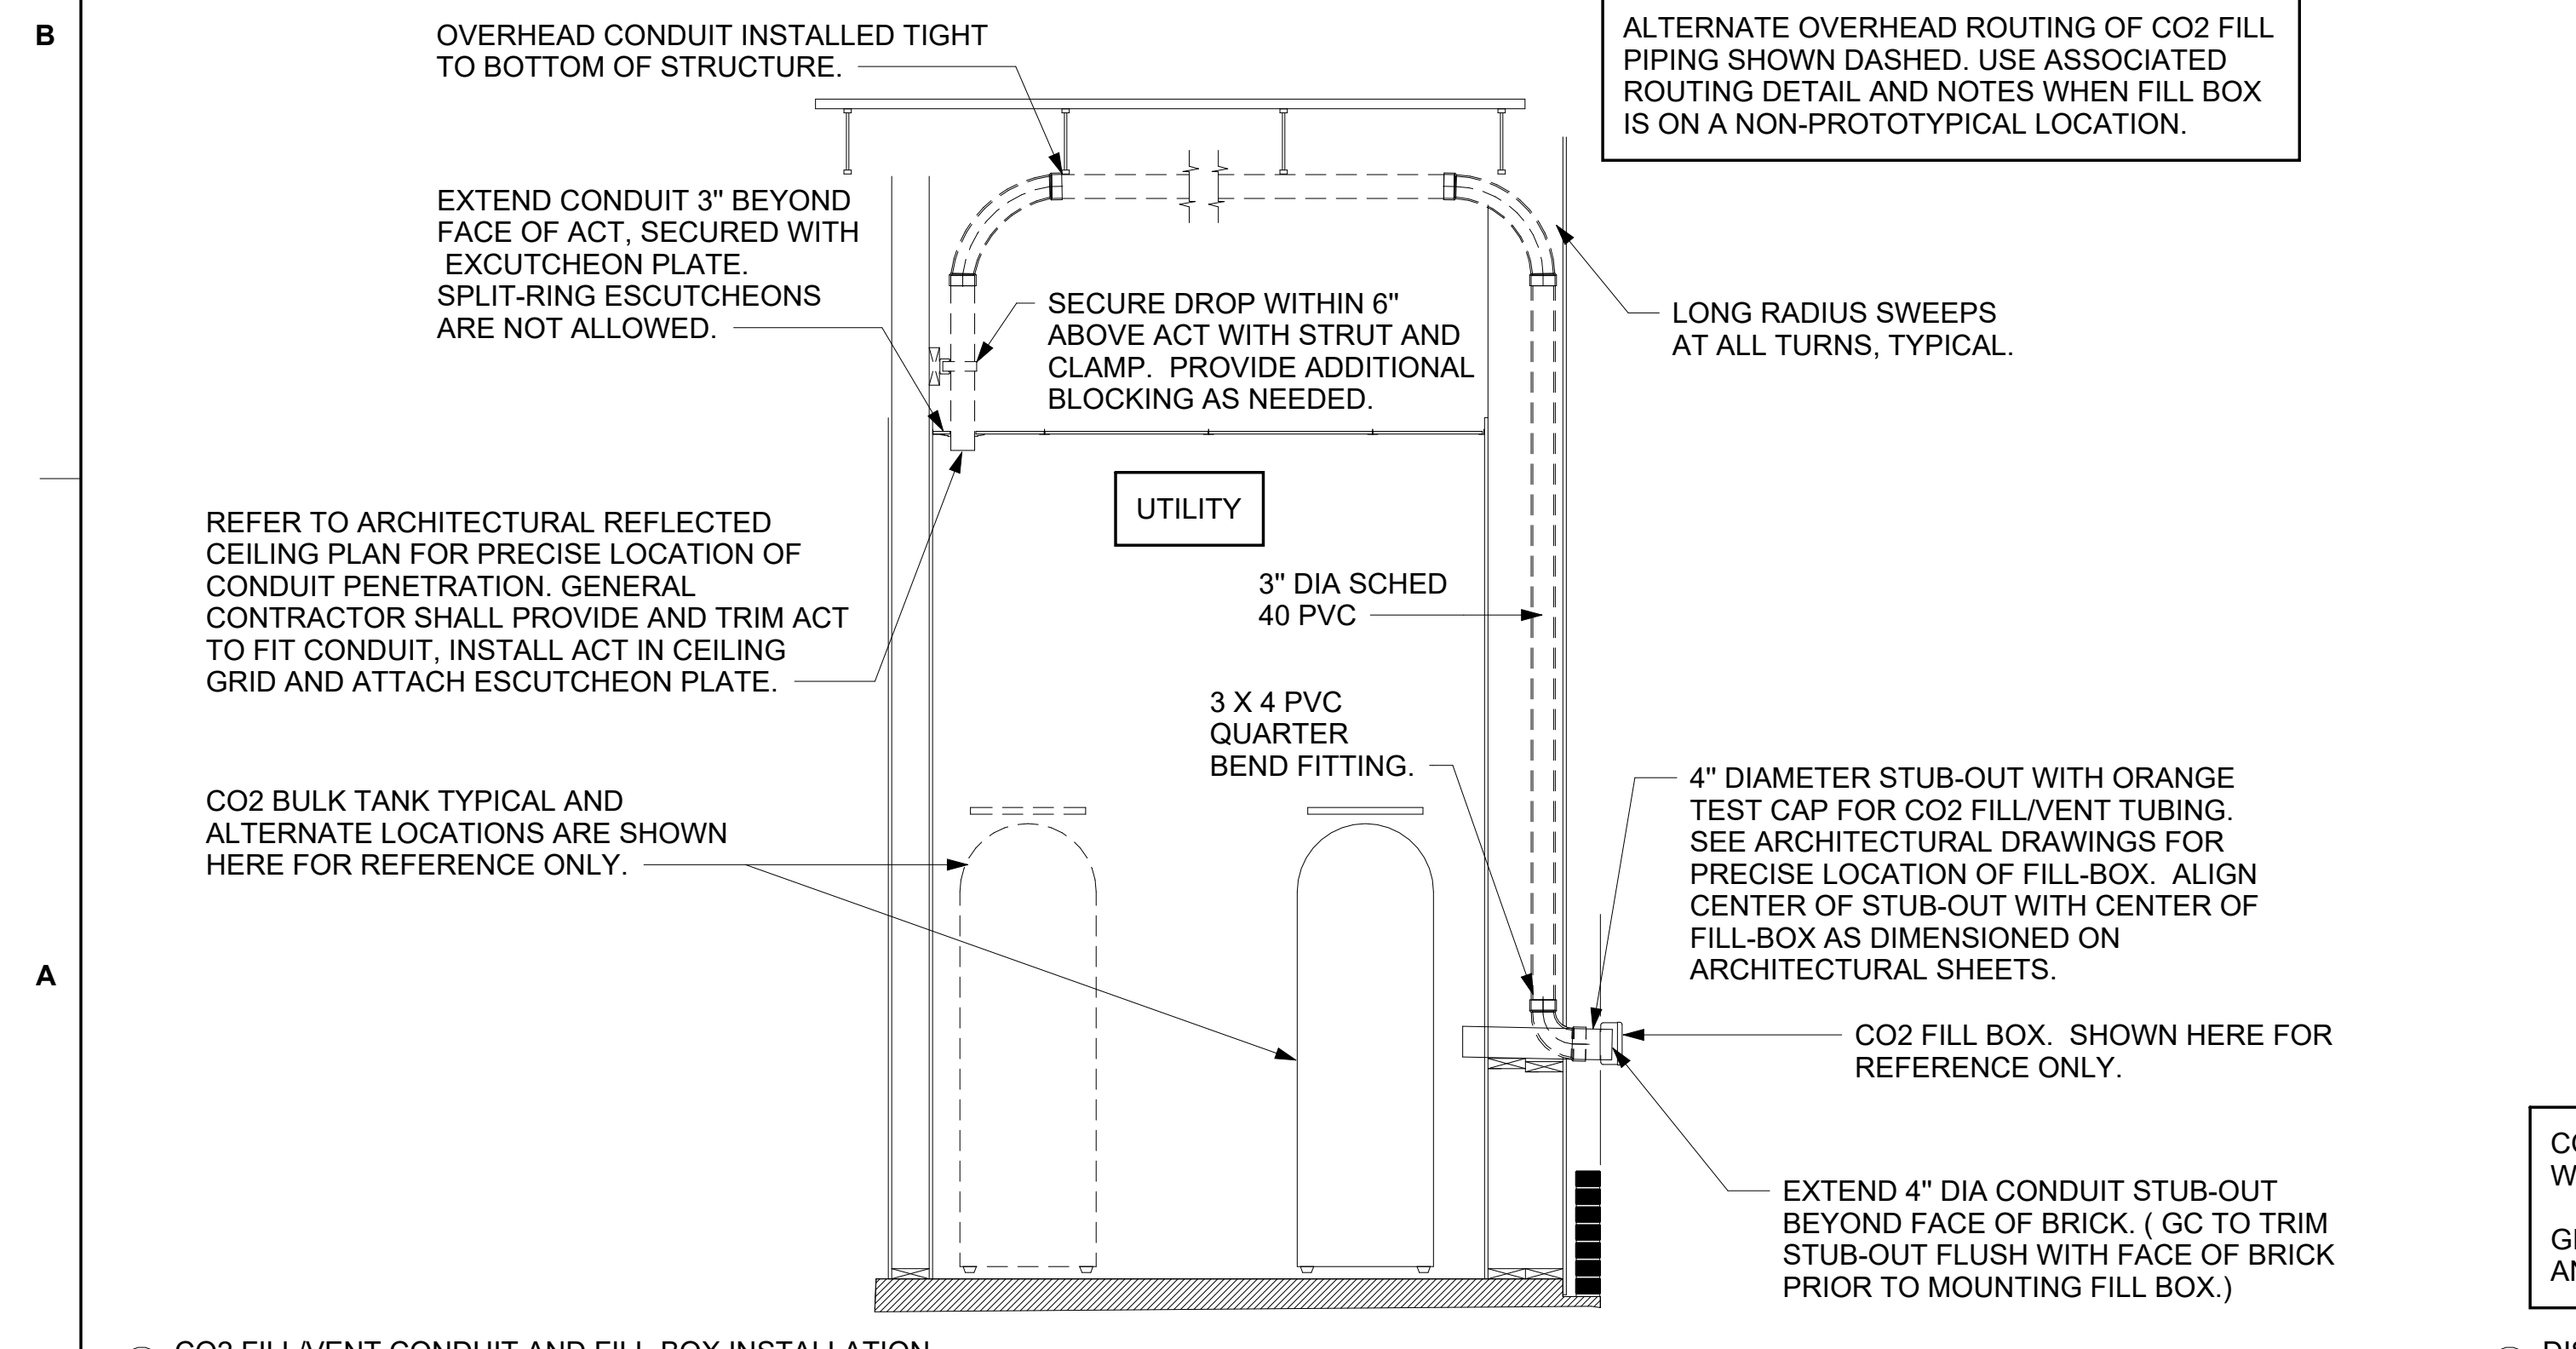 B
OVERHEAD CONDUIT INSTALLED TIGHT
TO BOTTOM OF STRUCTURE.
ALTERNATE OVERHEAD ROUTING OF CO2 FILL
PIPING SHOWN DASHED. USE ASSOCIATED
ROUTING DETAIL AND NOTES WHEN FILL BOX
IS ON A NON-PROTOTYPICAL LOCATION.
EXTEND CONDUIT 3" BEYOND
FACE OF ACT, SECURED WITH
EXCUTCHEON PLATE.
SPLIT-RING ESCUTCHEONS
ARE NOT ALLOWED.
SECURE DROP WITHIN 6"
ABOVE ACT WITH STRUT AND
CLAMP. PROVIDE ADDITIONAL
BLOCKING AS NEEDED.
LONG RADIUS SWEEPS
AT ALL TURNS, TYPICAL.
UTILITY
REFER TO ARCHITECTURAL REFLECTED
CEILING PLAN FOR PRECISE LOCATION OF
CONDUIT PENETRATION. GENERAL
CONTRACTOR SHALL PROVIDE AND TRIM ACT
TO FIT CONDUIT, INSTALL ACT IN CEILING
GRID AND ATTACH ESCUTCHEON PLATE.
3" DIA SCHED
40 PVC
3 X 4 PVC
QUARTER
BEND FITTING.
CO2 BULK TANK TYPICAL AND
ALTERNATE LOCATIONS ARE SHOWN
HERE FOR REFERENCE ONLY.
4" DIAMETER STUB-OUT WITH ORANGE
TEST CAP FOR CO2 FILL/VENT TUBING.
SEE ARCHITECTURAL DRAWINGS FOR
PRECISE LOCATION OF FILL-BOX. ALIGN
CENTER OF STUB-OUT WITH CENTER OF
FILL-BOX AS DIMENSIONED ON
ARCHITECTURAL SHEETS.
A
CO2 FILL BOX. SHOWN HERE FOR
REFERENCE ONLY.
EXTEND 4" DIA CONDUIT STUB-OUT
BEYOND FACE OF BRICK. ( GC TO TRIM
STUB-OUT FLUSH WITH FACE OF BRICK
PRIOR TO MOUNTING FILL BOX.)
CO2 FILL/VENT CONDUIT AND FILL BOX INSTALLATION